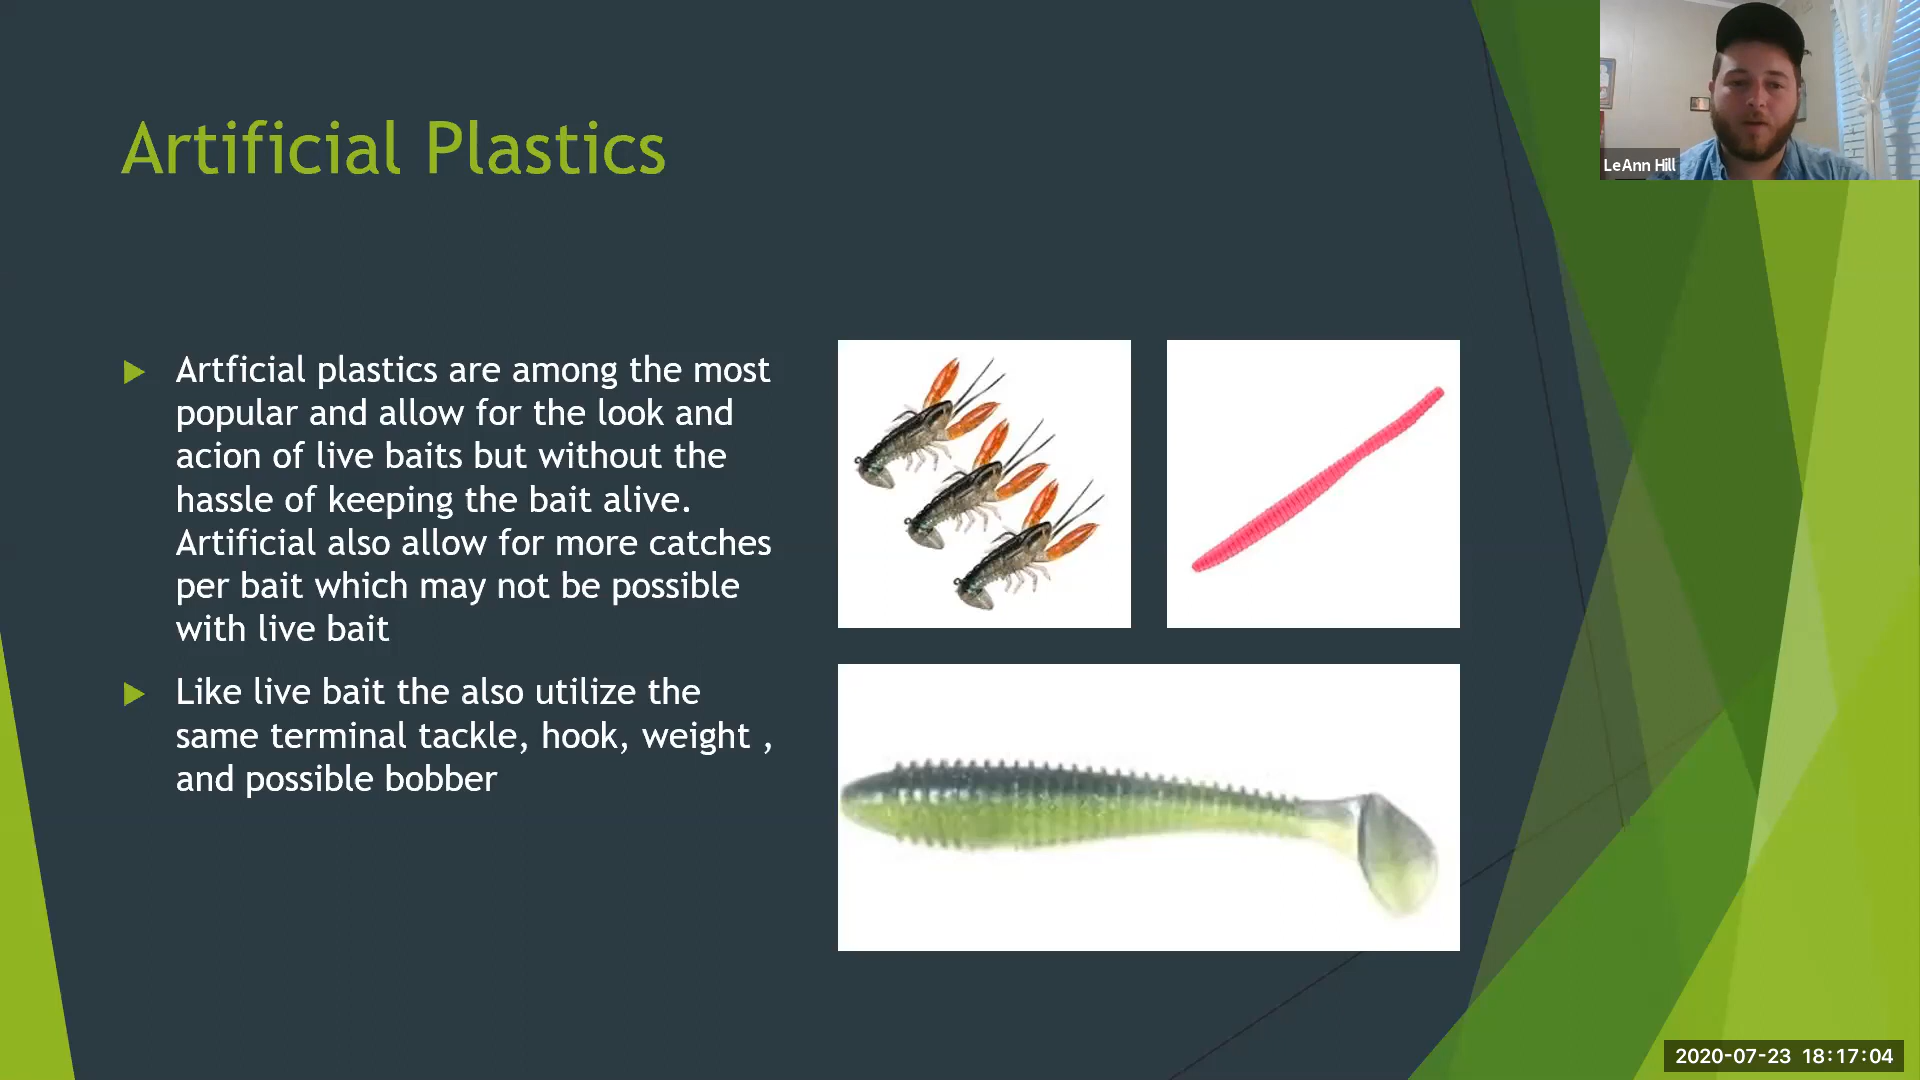 Artificial Plastics
Artficial plastics are among the most
popular and allow for the look and
acion of live baits but without the
hassle of keeping the bait alive.
Artificial also allow for more catches
per bait which may not be possible
with live bait
Like live bait the also utilize the
same terminal tackle, hook, weight ,
and possible bobber
LeAnn Hill
2020-07-23 18:17:04